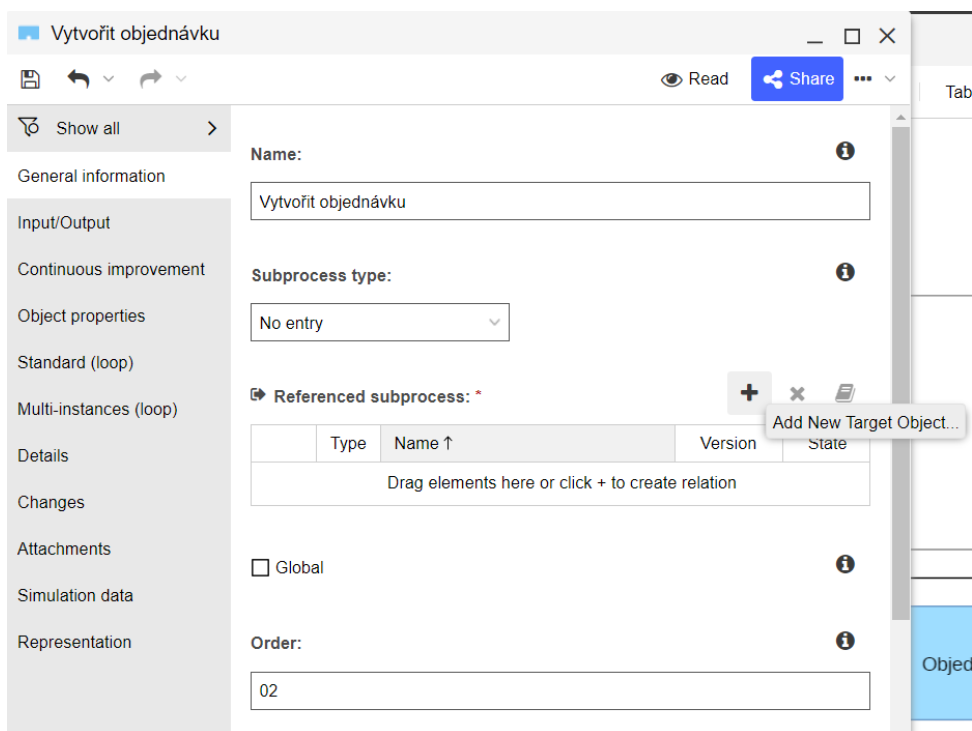 Vytvořit objednávku
Read
Share
Tab
Show all
General information
Input/Output
Continuous improvement
Object properties
Standard (loop)
Multi-instances (loop)
Details
Changes
Attachments
Simulation data
Representation
Name:
Vytvořit objednávku
Subprocess type:
No entry
Referenced subprocess: *
Add New Target Object...
Type Name ↑ Version State
Drag elements here or click + to create relation
Global
Order:
02
Objed